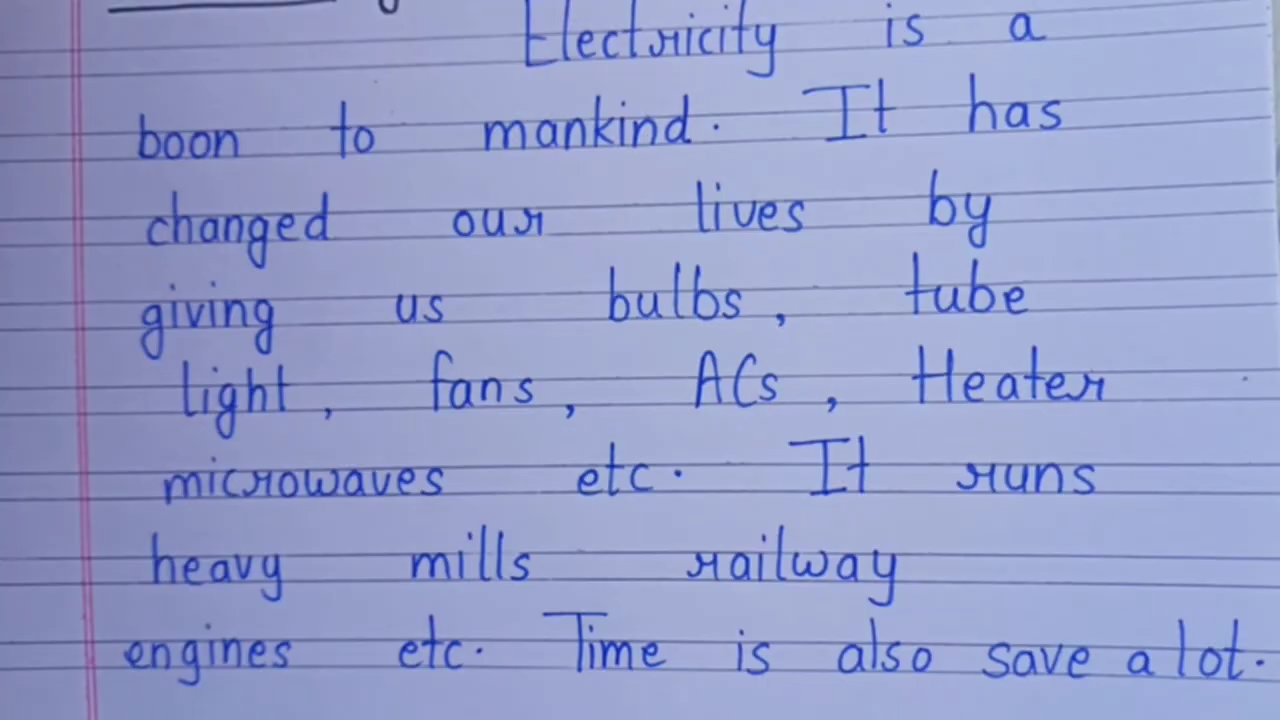 Electricity is a
boon to mankind. It has
changed our lives by
giving us bulbs, tube
light, fans, ACs, Heater
microwaves etc. It runs
heavy mills railway
engines etc. Time is also save a lot.